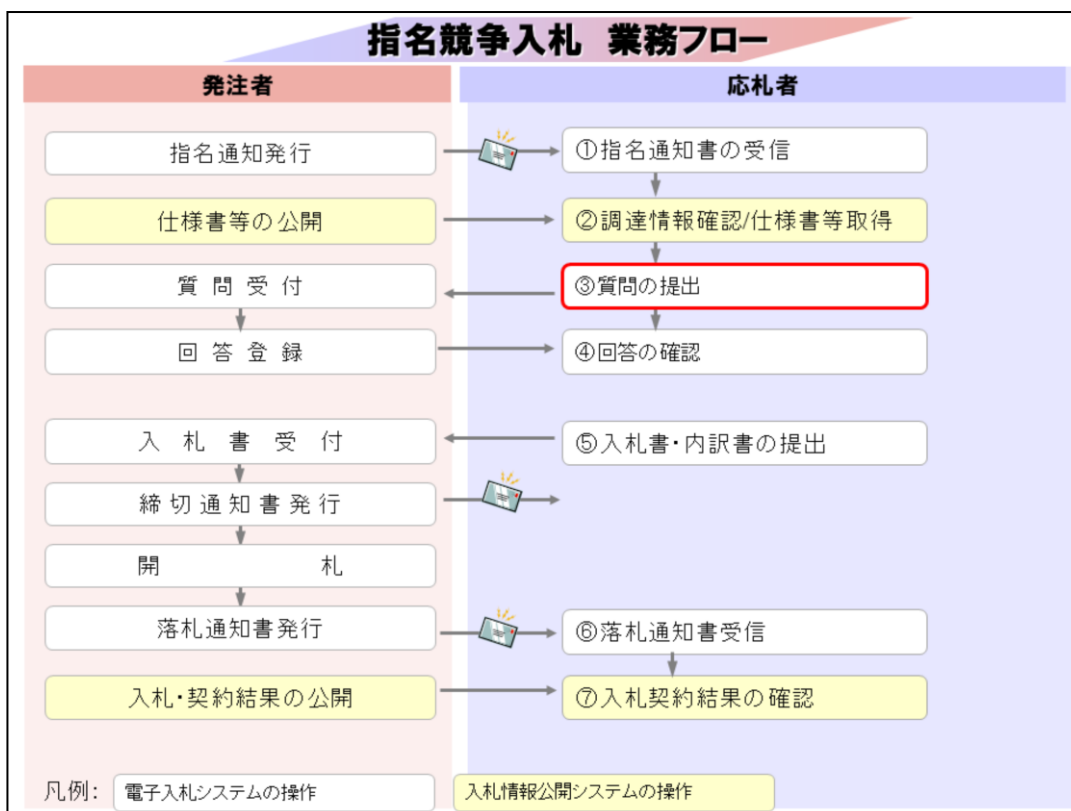 指名競争入札 業務フロー
発注者
応札者
指名通知発行
①指名通知書の受信
仕様書等の公開
②調達情報確認/仕様書等取得
質問受付
③質問の提出
回答登録
④回答の確認
入札書受付
⑤入札書・内訳書の提出
締切通知書発行
開札
落札通知書発行
⑥落札通知書受信
入札・契約結果の公開
⑦入札契約結果の確認
凡例: 電子入札システムの操作 入札情報公開システムの操作